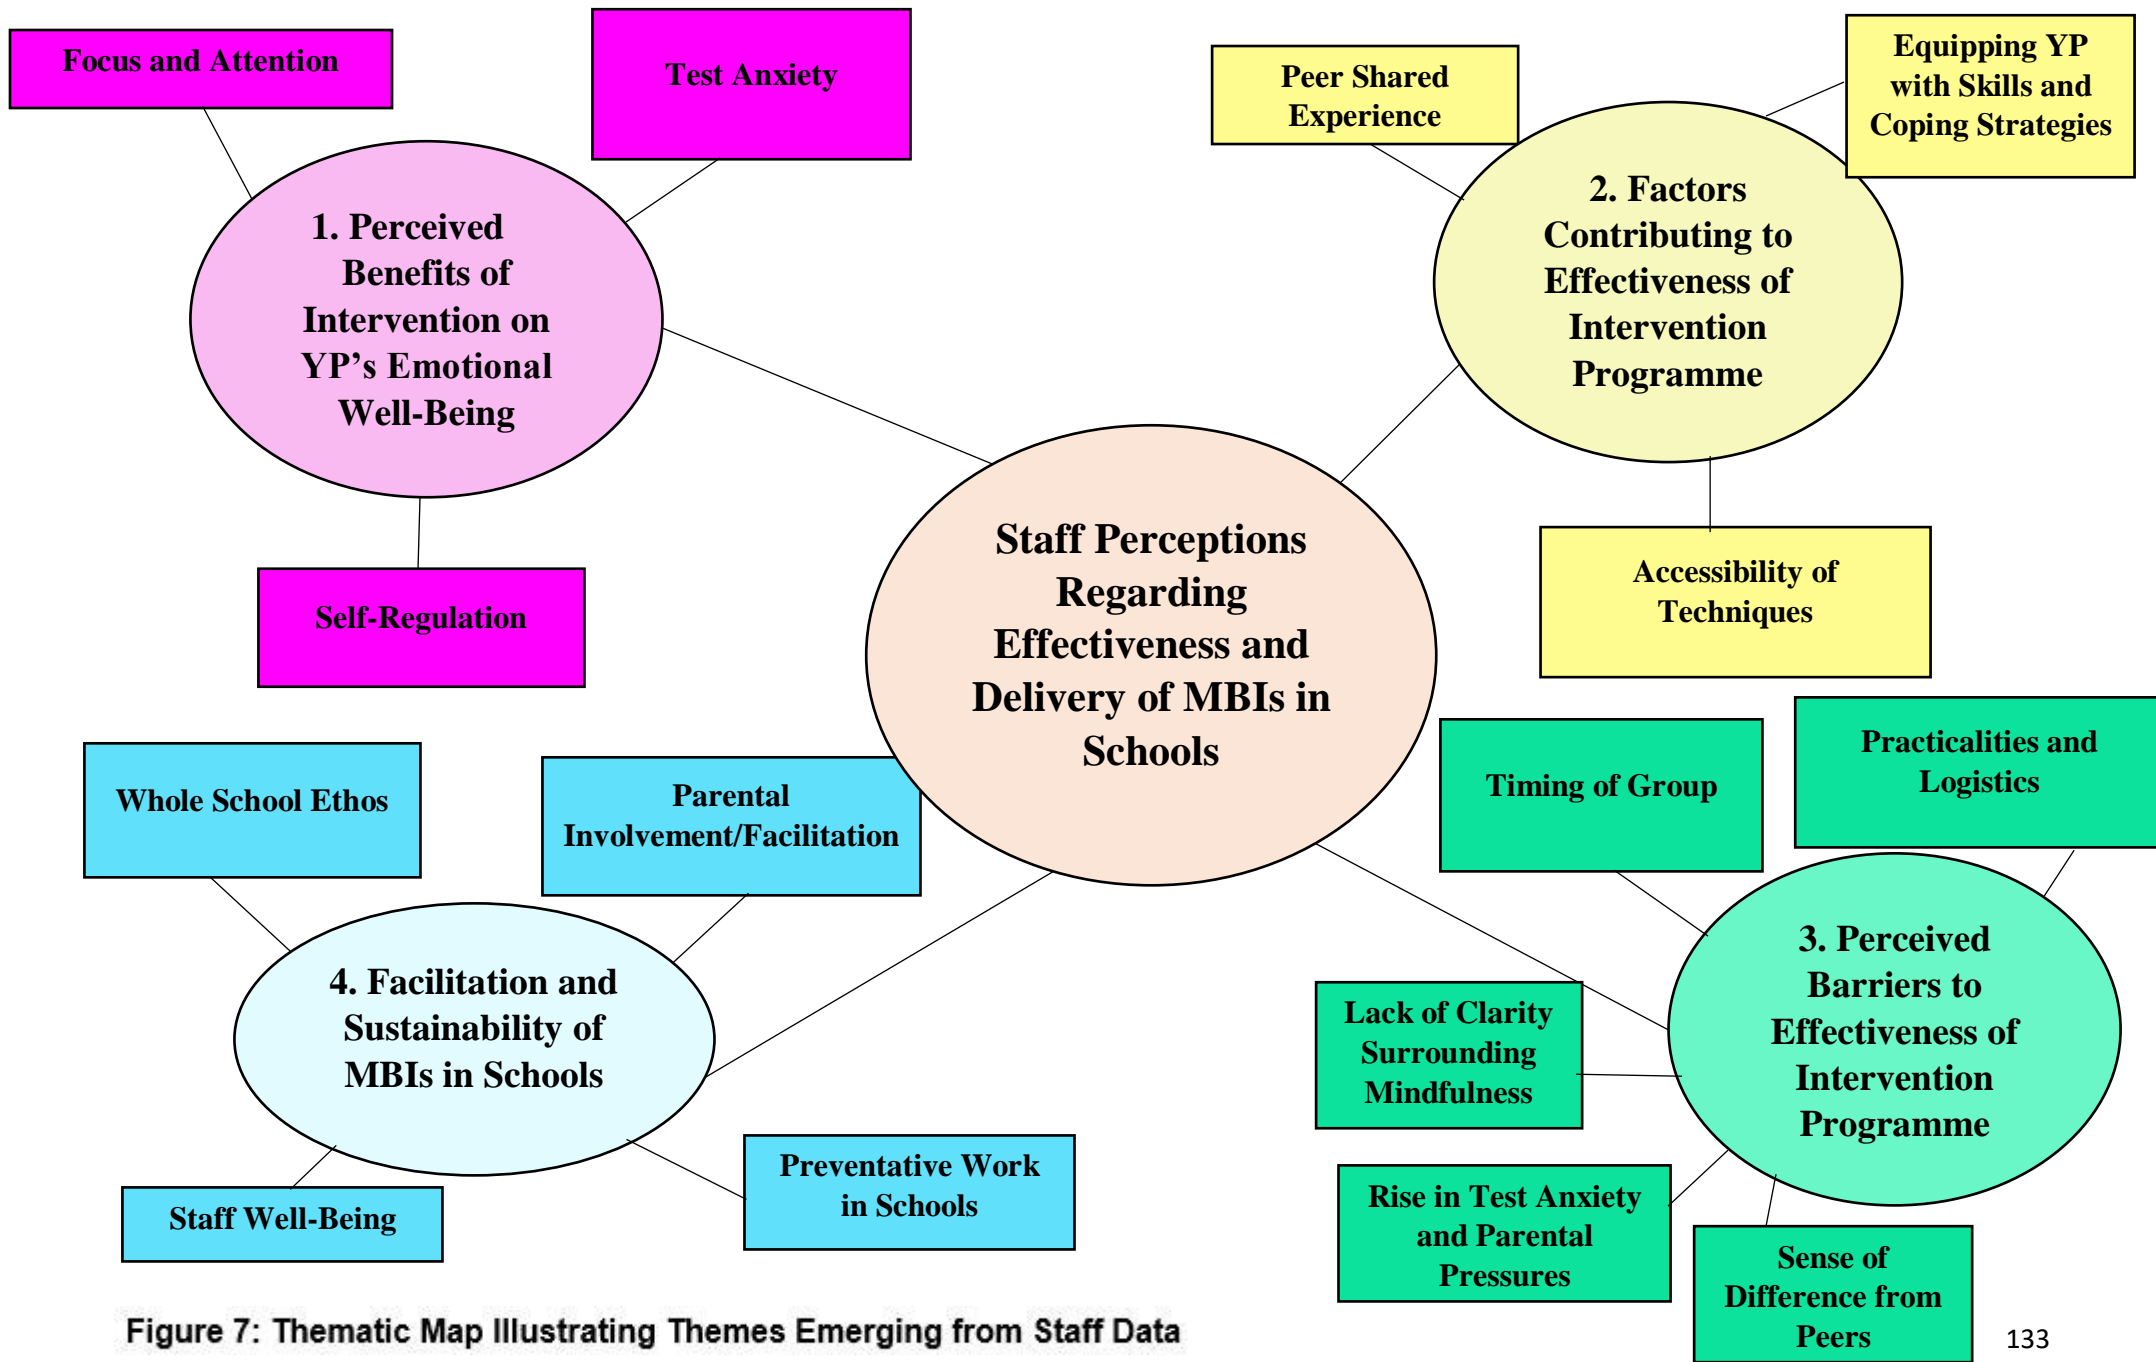 Focus and Attention
Test Anxiety
1. Perceived
Benefits of
Intervention on
YP’s Emotional
Well-Being
Self-Regulation
Peer Shared
Experience
Equipping YP
with Skills and
Coping Strategies
2. Factors
Contributing to
Effectiveness of
Intervention
Programme
Accessibility of
Techniques
Staff Perceptions
Regarding
Effectiveness and
Delivery of MBIs in
Schools
Whole School Ethos
Parental
Involvement/Facilitation
4. Facilitation and
Sustainability of
MBIs in Schools
Staff Well-Being
Preventative Work
in Schools
Timing of Group
Practicalities and
Logistics
3. Perceived
Barriers to
Effectiveness of
Intervention
Programme
Lack of Clarity
Surrounding
Mindfulness
Rise in Test Anxiety
and Parental
Pressures
Sense of
Difference from
Peers
Figure 7: Thematic Map Illustrating Themes Emerging from Staff Data
133